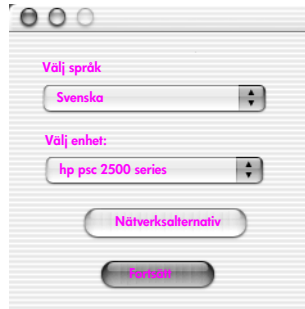 Välj språk
Svenska
Välj enhet:
hp psc 2500 series
Nätverksalternativ
Fortsätt